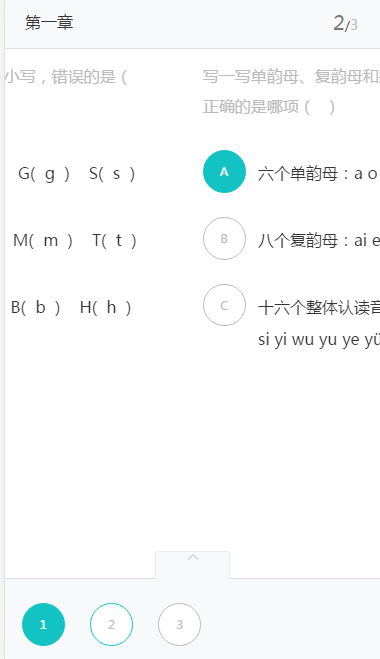 第一章
2/3
小写，错误的是（
G( g ) S( s )
M( m ) T( t )
B( b ) H( h )
写一写单韵母、复韵母和
正确的是哪项（ ）
A 六个单韵母：a o
B 八个复韵母：ai e
C 十六个整体认读音
si yi wu yu ye yü
1 2 3